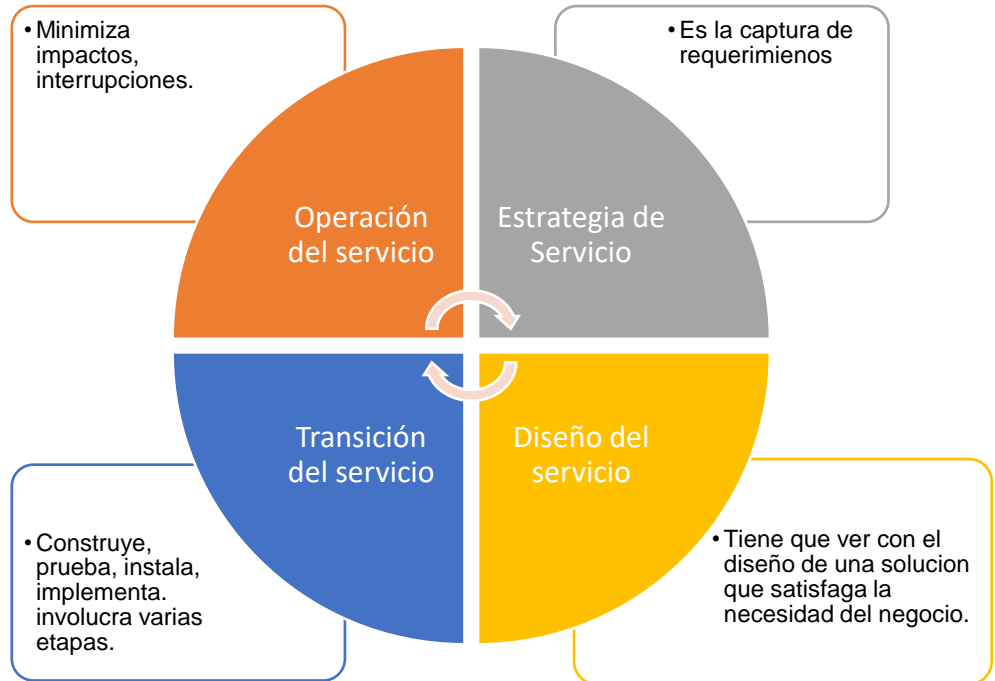 • Minimiza
impactos,
interrupciones.
• Es la captura de
requerimienos
Operación
del servicio
Estrategia de
Servicio
Transición
del servicio
Diseño del
servicio
• Construye,
prueba, instala,
implementa.
involucra varias
etapas.
• Tiene que ver con el
diseño de una solucion
que satisfaga la
necesidad del negocio.